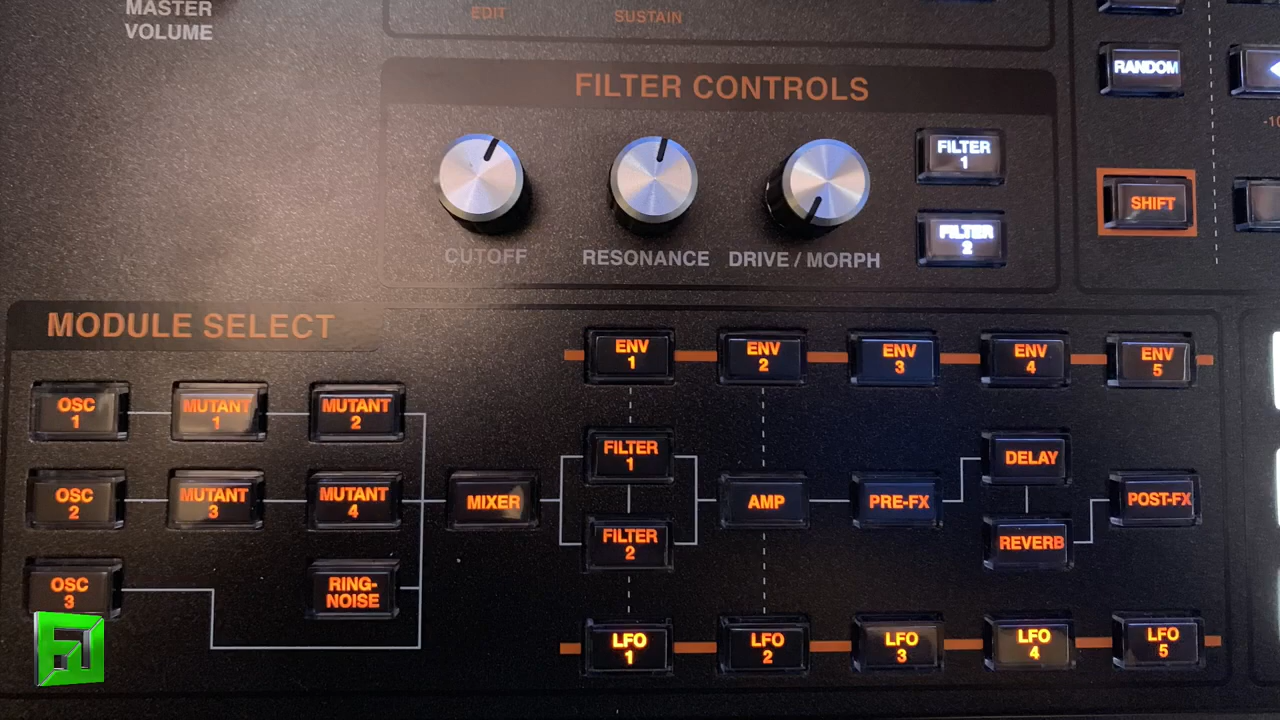 MASTER
VOLUME
EDIT
SUSTAIN
FILTER CONTROLS
RANDOM
-10
FILTER
1
SHIFT
FILTER
2
CUTOFF
RESONANCE
DRIVE / MORPH
MODULE SELECT
ENV
1
ENV
2
ENV
3
ENV
4
ENV
5
OSC
1
MUTANT
1
MUTANT
2
FILTER
1
DELAY
OSC
2
MUTANT
3
MUTANT
4
MIXER
AMP
PRE-FX
POST-FX
FILTER
2
REVERB
OSC
3
RING-
NOISE
LFO
1
LFO
2
LFO
3
LFO
4
LFO
5